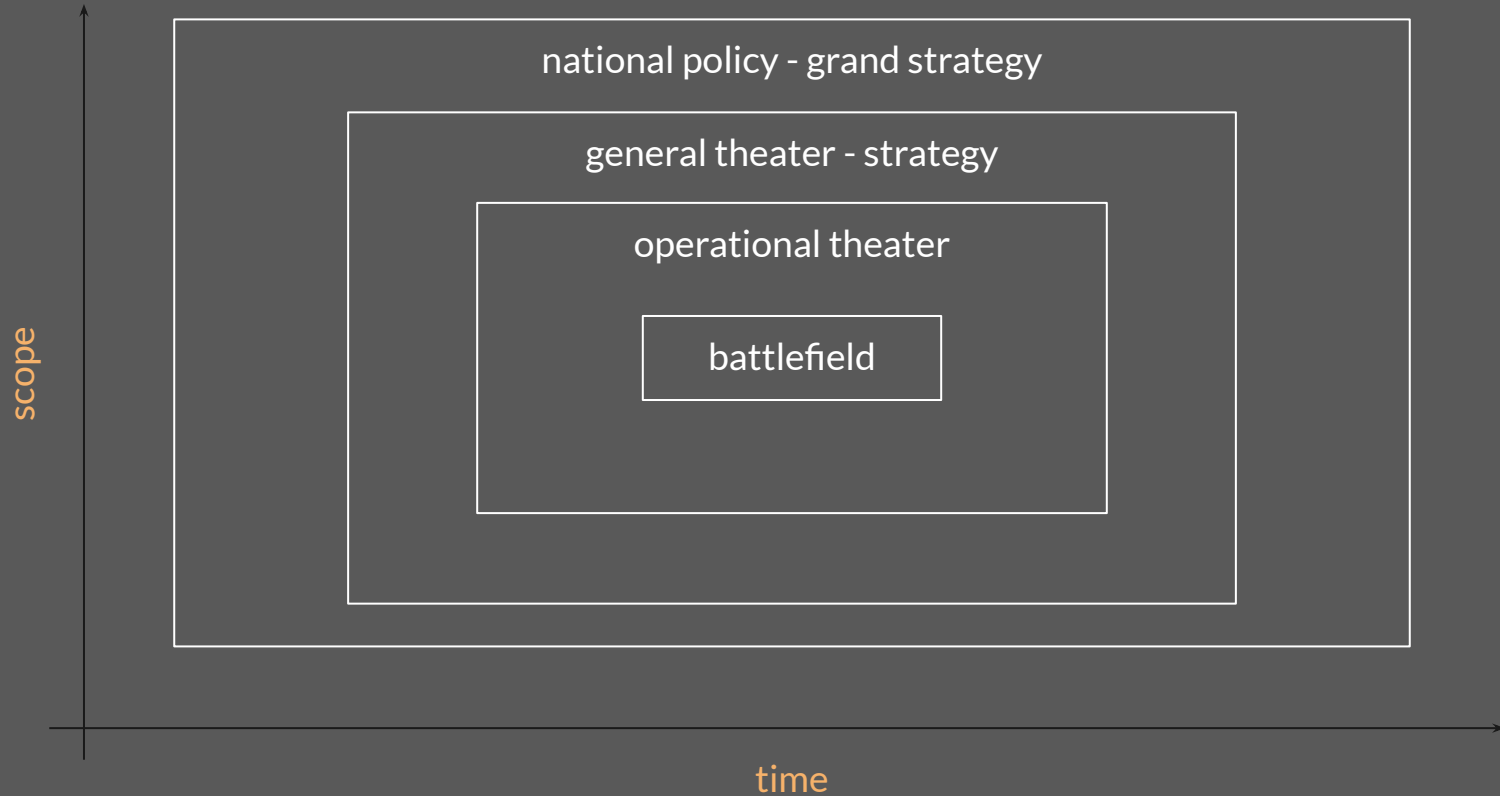 national policy - grand strategy
general theater - strategy
operational theater
battlefield
scope
time